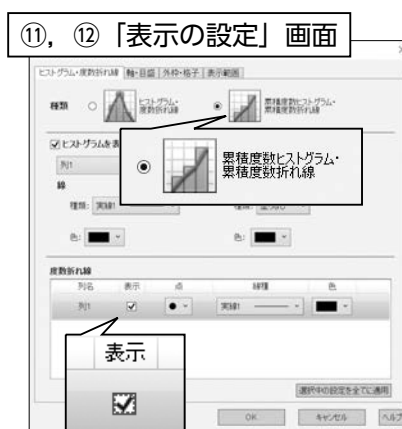 ⑪，⑫「表示の設定」画面
ヒストグラム・度数折れ線 軸・目盛 外枠・格子 表示範囲
種類 ヒストグラム・度数折れ線 累積度数ヒストグラム・累積度数折れ線
ヒストグラムを表
累積度数ヒストグラム・
累積度数折れ線
列1
線
種類: 実線1
色: 色:
度数折れ線
列名 表示 点 線種 色
列1 実線1
表示
選択中の設定を全てに適用
OK キャンセル ヘルプ